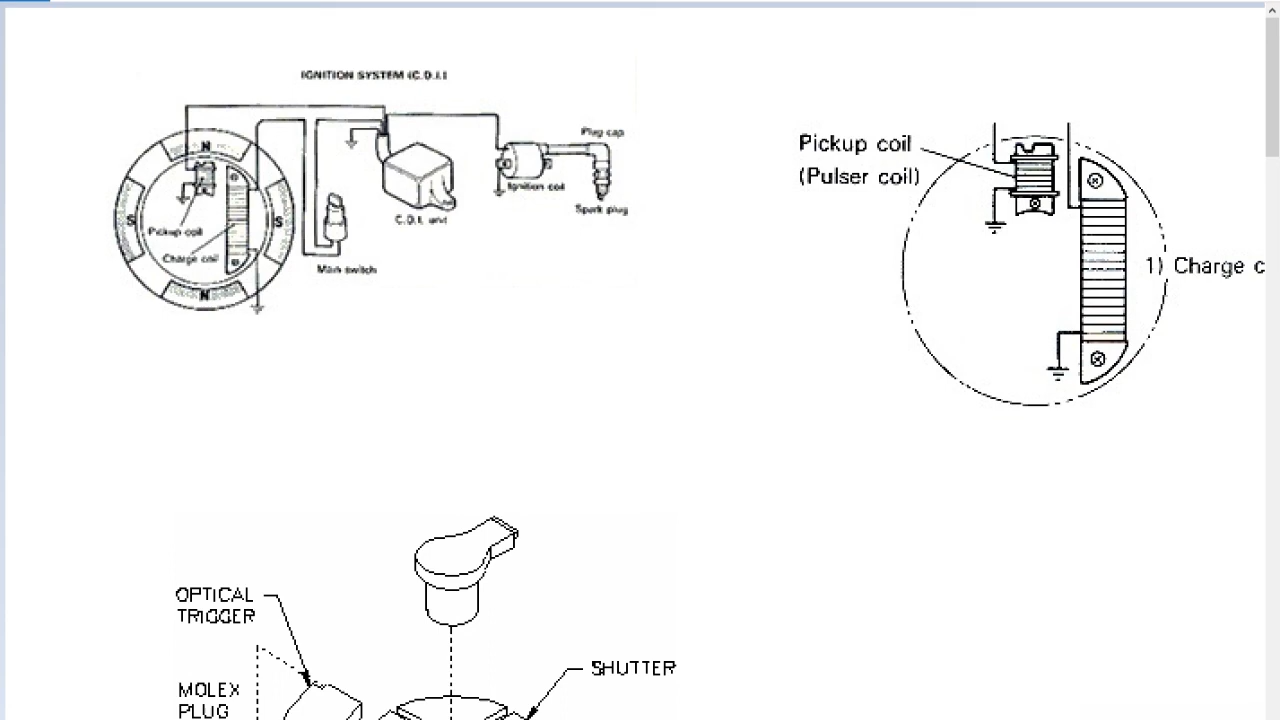 IGNITION SYSTEM (C.D.I.)
N
Plug cap
Ignition coil
Spark plug
S
S
Pickup coil
C.D.I. unit
Charge coil
Main switch
N
Pickup coil
(Pulser coil)
1) Charge c
OPTICAL
TRIGGER
SHUTTER
MOLEX
PLUG